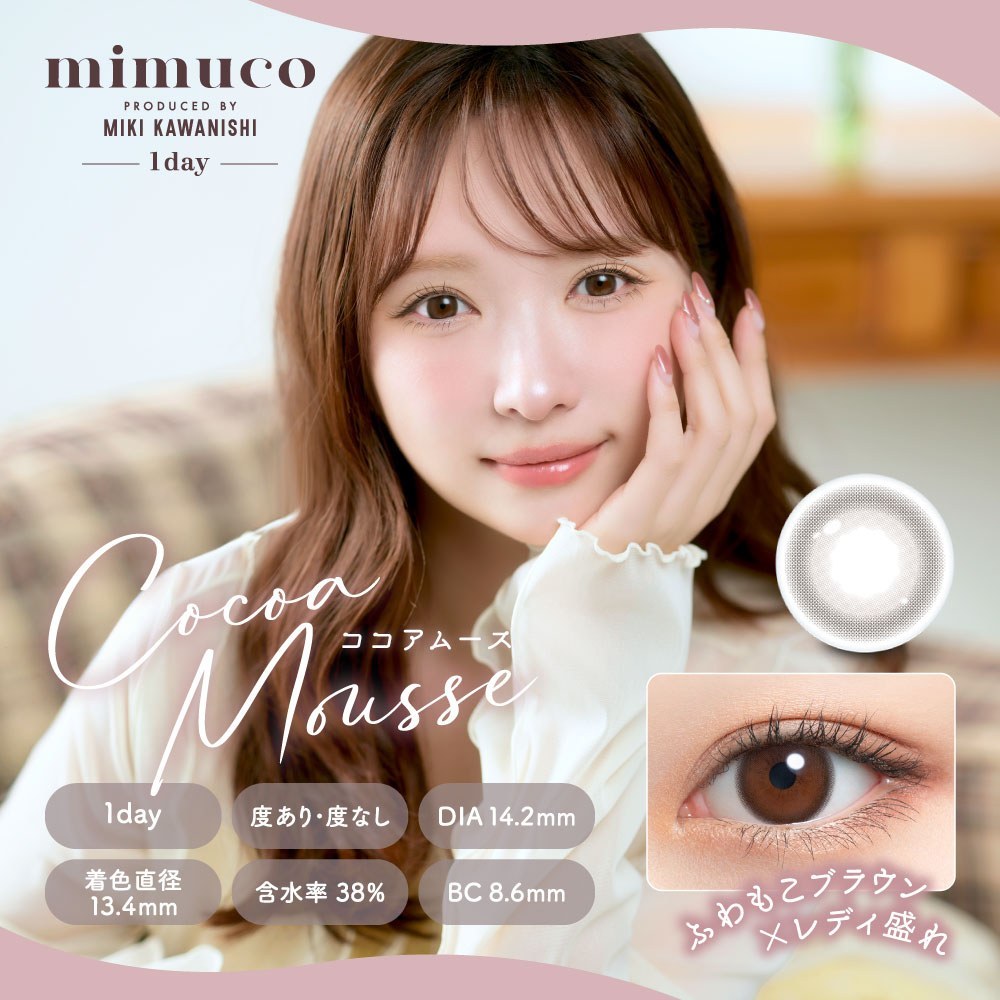 mimuco
PRODUCED BY
MIKI KAWANISHI
1day
Cocoa
ココアムース
Mousse
1day
度あり・度なし
DIA 14.2mm
着色直径
13.4mm
含水率 38%
BC 8.6mm
ふわもこブラウン
×レディ盛れ